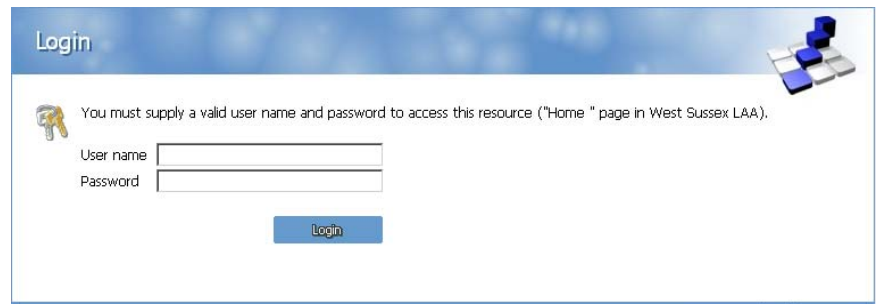 Login
You must supply a valid user name and password to access this resource ("Home " page in West Sussex LAA).
User name
Password
Login